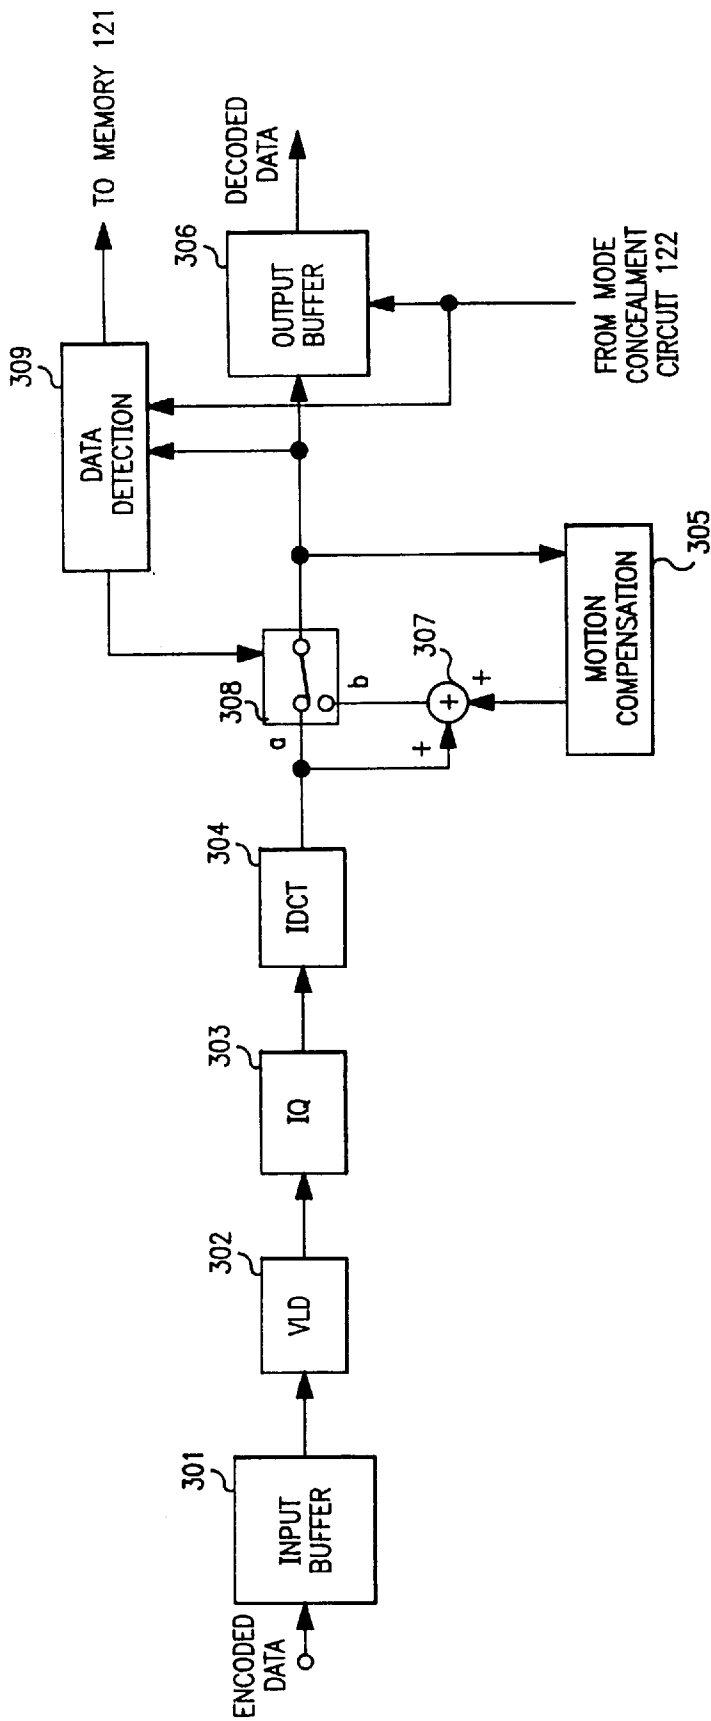 ENCODED
DATA
301
INPUT
BUFFER
302
VLD
303
IQ
304
IDCT
a
308
b
307
+
+
+
MOTION
COMPENSATION
305
309
DATA
DETECTION
TO MEMORY 121
306
OUTPUT
BUFFER
DECODED
DATA
FROM MODE
CONCEALMENT
CIRCUIT 122